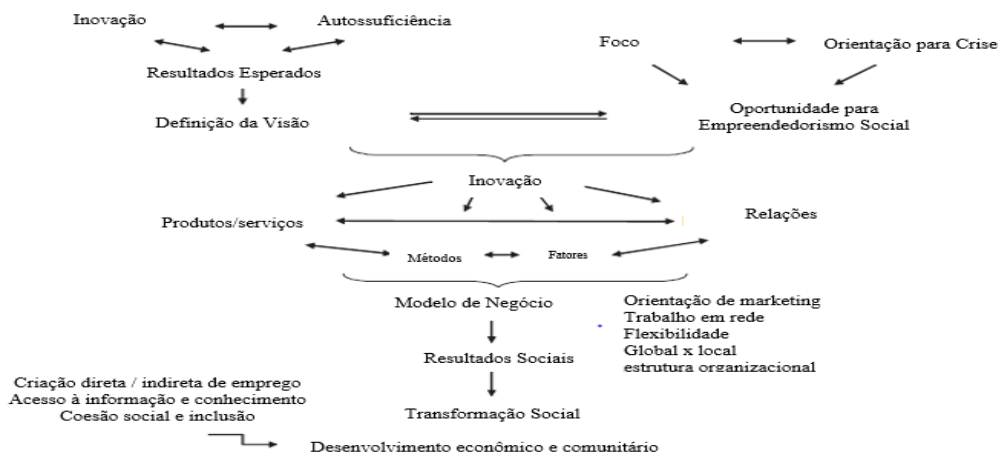 Inovação
Autossuficiência
Foco
Orientação para Crise
Resultados Esperados
Oportunidade para
Empreendedorismo Social
Definição da Visão
Inovação
Produtos/serviços
Relações
Métodos
Fatores
Modelo de Negócio
Orientação de marketing
Trabalho em rede
Flexibilidade
Global x local
estrutura organizacional
Resultados Sociais
Criação direta / indireta de emprego
Acesso à informação e conhecimento
Coesão social e inclusão
Transformação Social
Desenvolvimento econômico e comunitário